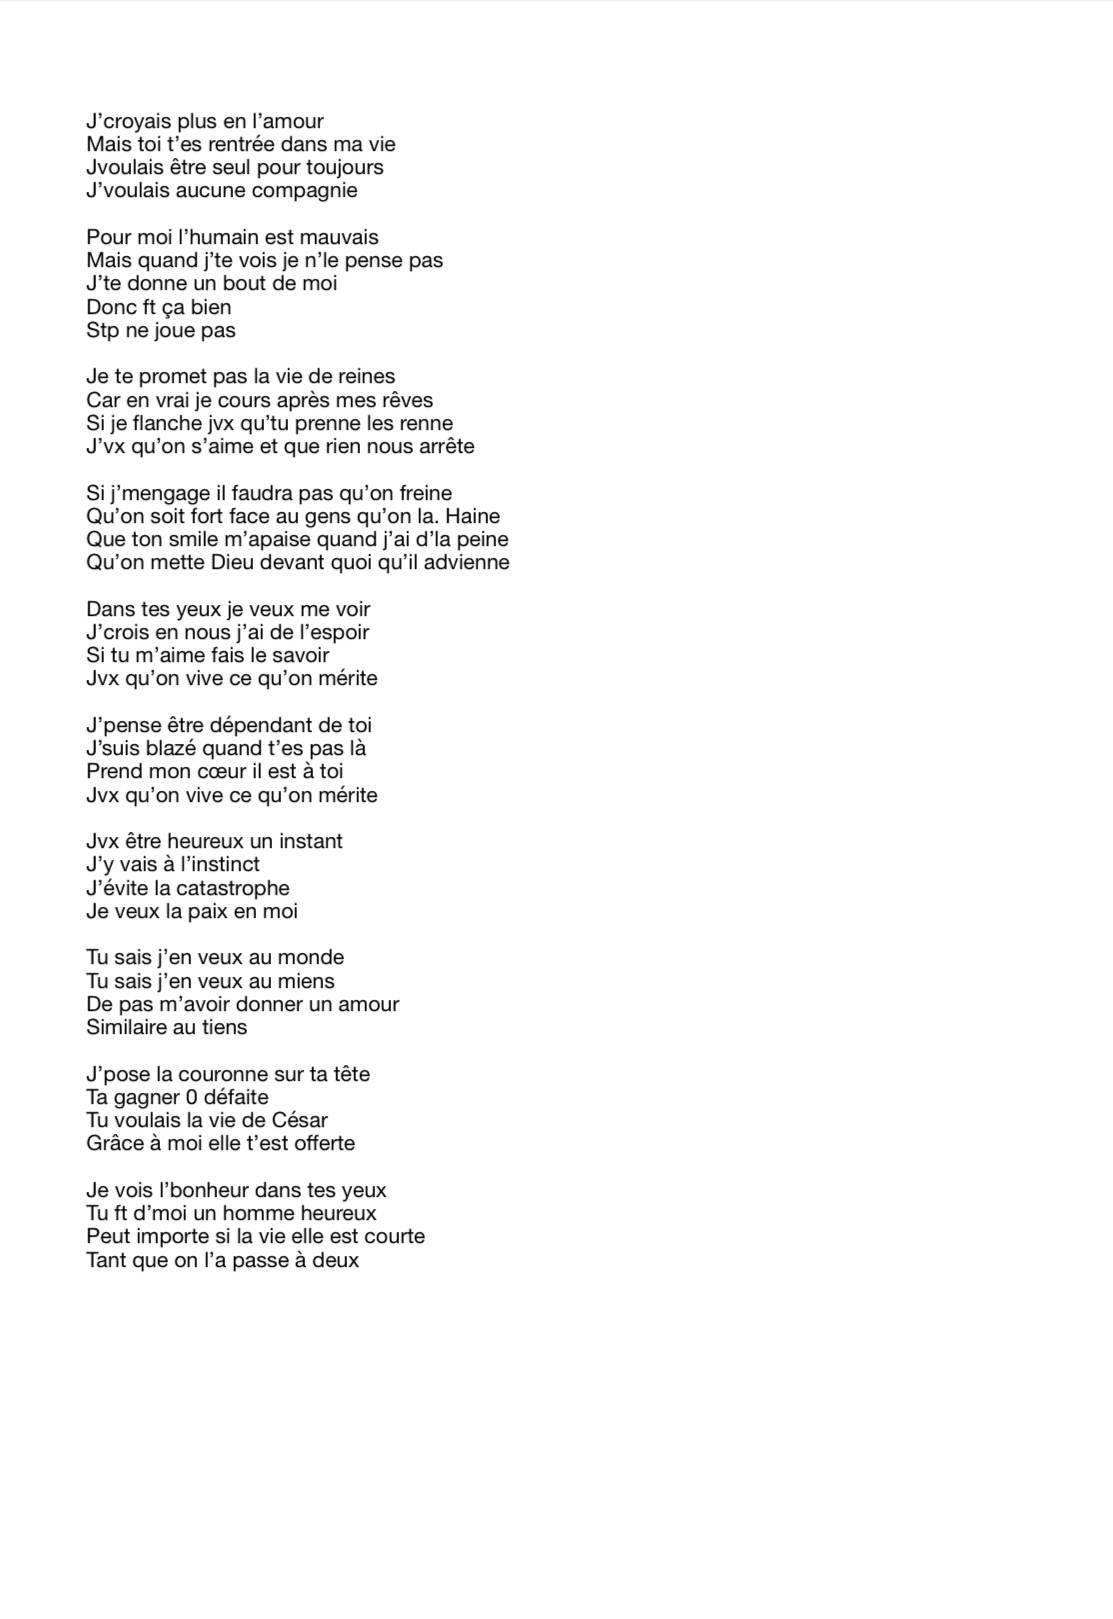 J’croyais plus en l’amour
Mais toi t’es rentrée dans ma vie
Jvoulais être seul pour toujours
J’voulais aucune compagnie

Pour moi l’humain est mauvais
Mais quand j’te vois je n’le pense pas
J’te donne un bout de moi
Donc ft ça bien
Stp ne joue pas

Je te promet pas la vie de reines
Car en vrai je cours après mes rêves
Si je flanche jvx qu’tu prenne les renne
J’vx qu’on s’aime et que rien nous arrête

Si j’mengage il faudra pas qu’on freine
Qu’on soit fort face au gens qu’on la. Haine
Que ton smile m’apaise quand j’ai d’la peine
Qu’on mette Dieu devant quoi qu’il advienne

Dans tes yeux je veux me voir
J’crois en nous j’ai de l’espoir
Si tu m’aime fais le savoir
Jvx qu’on vive ce qu’on mérite

J’pense être dépendant de toi
J’suis blazé quand t’es pas là
Prend mon cœur il est à toi
Jvx qu’on vive ce qu’on mérite

Jvx être heureux un instant
J’y vais à l’instinct
J’évite la catastrophe
Je veux la paix en moi

Tu sais j’en veux au monde
Tu sais j’en veux au miens
De pas m’avoir donner un amour
Similaire au tiens

J’pose la couronne sur ta tête
Ta gagner 0 défaite
Tu voulais la vie de César
Grâce à moi elle t’est offerte

Je vois l’bonheur dans tes yeux
Tu ft d’moi un homme heureux
Peut importe si la vie elle est courte
Tant que on l’a passe à deux